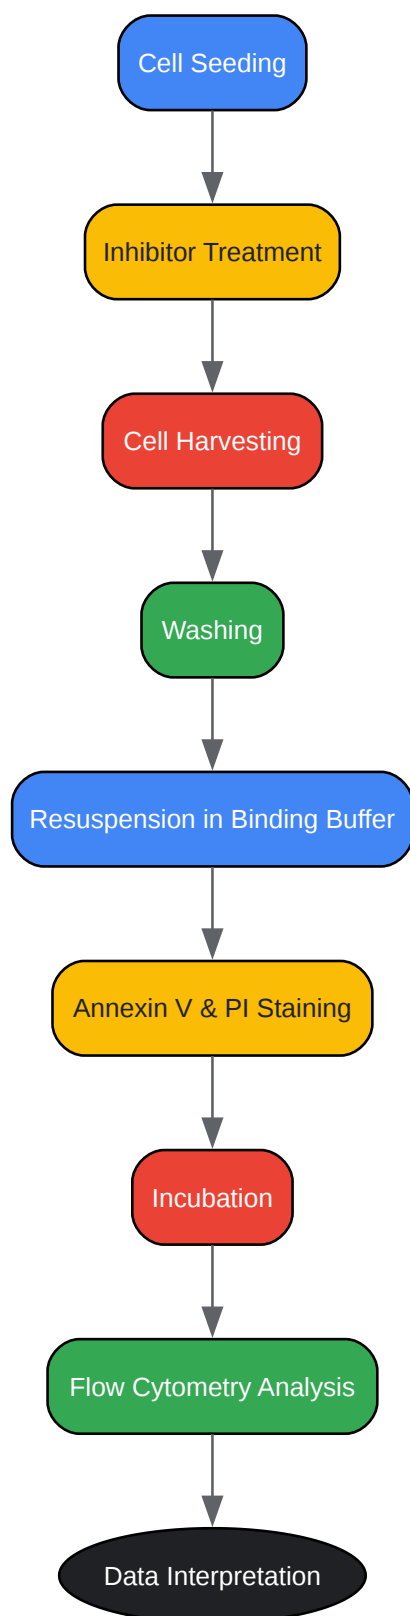 Cell Seeding
Inhibitor Treatment
Cell Harvesting
Washing
Resuspension in Binding Buffer
Annexin V & PI Staining
Incubation
Flow Cytometry Analysis
Data Interpretation